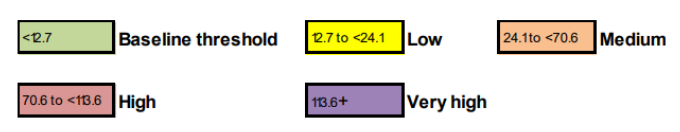 <12.7 Baseline threshold 12.7 to <24.1 Low 24.1to <70.6 Medium
70.6 to <113.6 High 113.6+ Very high